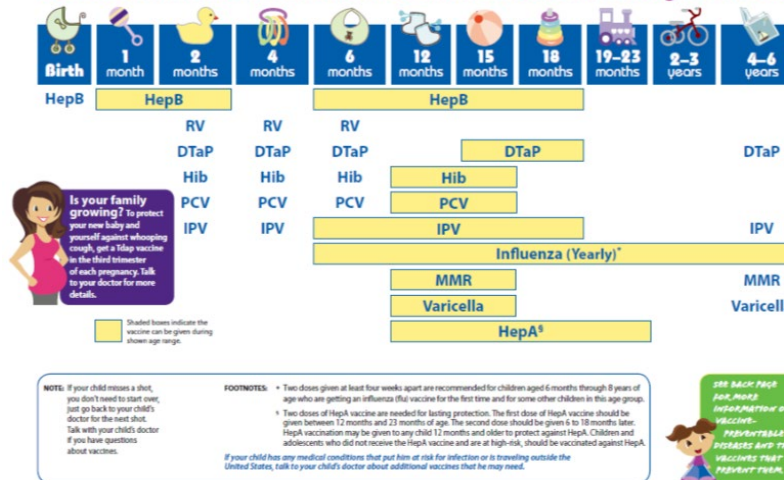 Birth
1 month
2 months
4 months
6 months
12 months
15 months
18 months
19–23 months
2–3 years
4–6 years
HepB HepB HepB
RV RV RV
DTaP DTaP DTaP DTaP DTaP
Hib Hib Hib Hib
PCV PCV PCV PCV
IPV IPV IPV IPV
Influenza (Yearly)*
MMR MMR
Varicella Varicell
HepA§
Is your family
growing? To protect
your new baby and
yourself against whooping
cough, get a Tdap vaccine
in the third trimester
of each pregnancy. Talk
to your doctor for more
details.
Shaded boxes indicate the
vaccine can be given during
shown age range.
NOTE: If your child misses a shot,
you don't need to start over,
just go back to your child's
doctor for the next shot.
Talk with your child's doctor
if you have questions
about vaccines.
FOOTNOTES: * Two doses given at least four weeks apart are recommended for children aged 6 months through 8 years of
age who are getting an influenza (flu) vaccine for the first time and for some other children in this age group.
§ Two doses of HepA vaccine are needed for lasting protection. The first dose of HepA vaccine should be
given between 12 months and 23 months of age. The second dose should be given 6 to 18 months later.
HepA vaccination may be given to any child 12 months and older to protect against HepA. Children and
adolescents who did not receive the HepA vaccine and are at high-risk, should be vaccinated against HepA.
If your child has any medical conditions that put him at risk for infection or is traveling outside the
United States, talk to your child's doctor about additional vaccines that he may need.
SEE BACK PAGE
FOR MORE
INFORMATION O
VACCINE-
PREVENTABLE
DISEASES AND T
VACCINES THAT
PREVENT THEM.